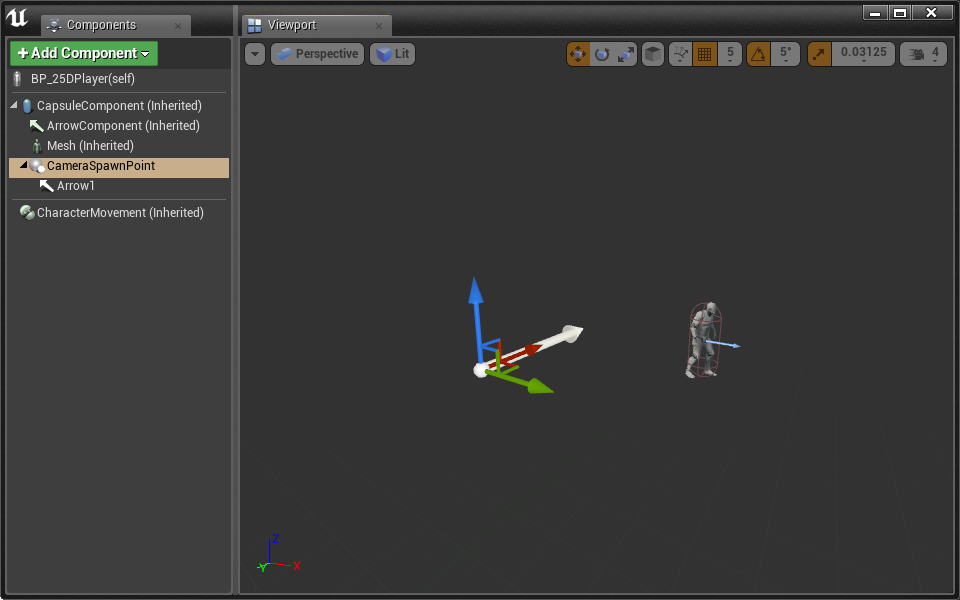 Components
Viewport
Add Component
Perspective
Lit
5
5°
0.03125
4
BP_25DPlayer(self)
CapsuleComponent (Inherited)
ArrowComponent (Inherited)
Mesh (Inherited)
CameraSpawnPoint
Arrow1
CharacterMovement (Inherited)
Z
Y
X